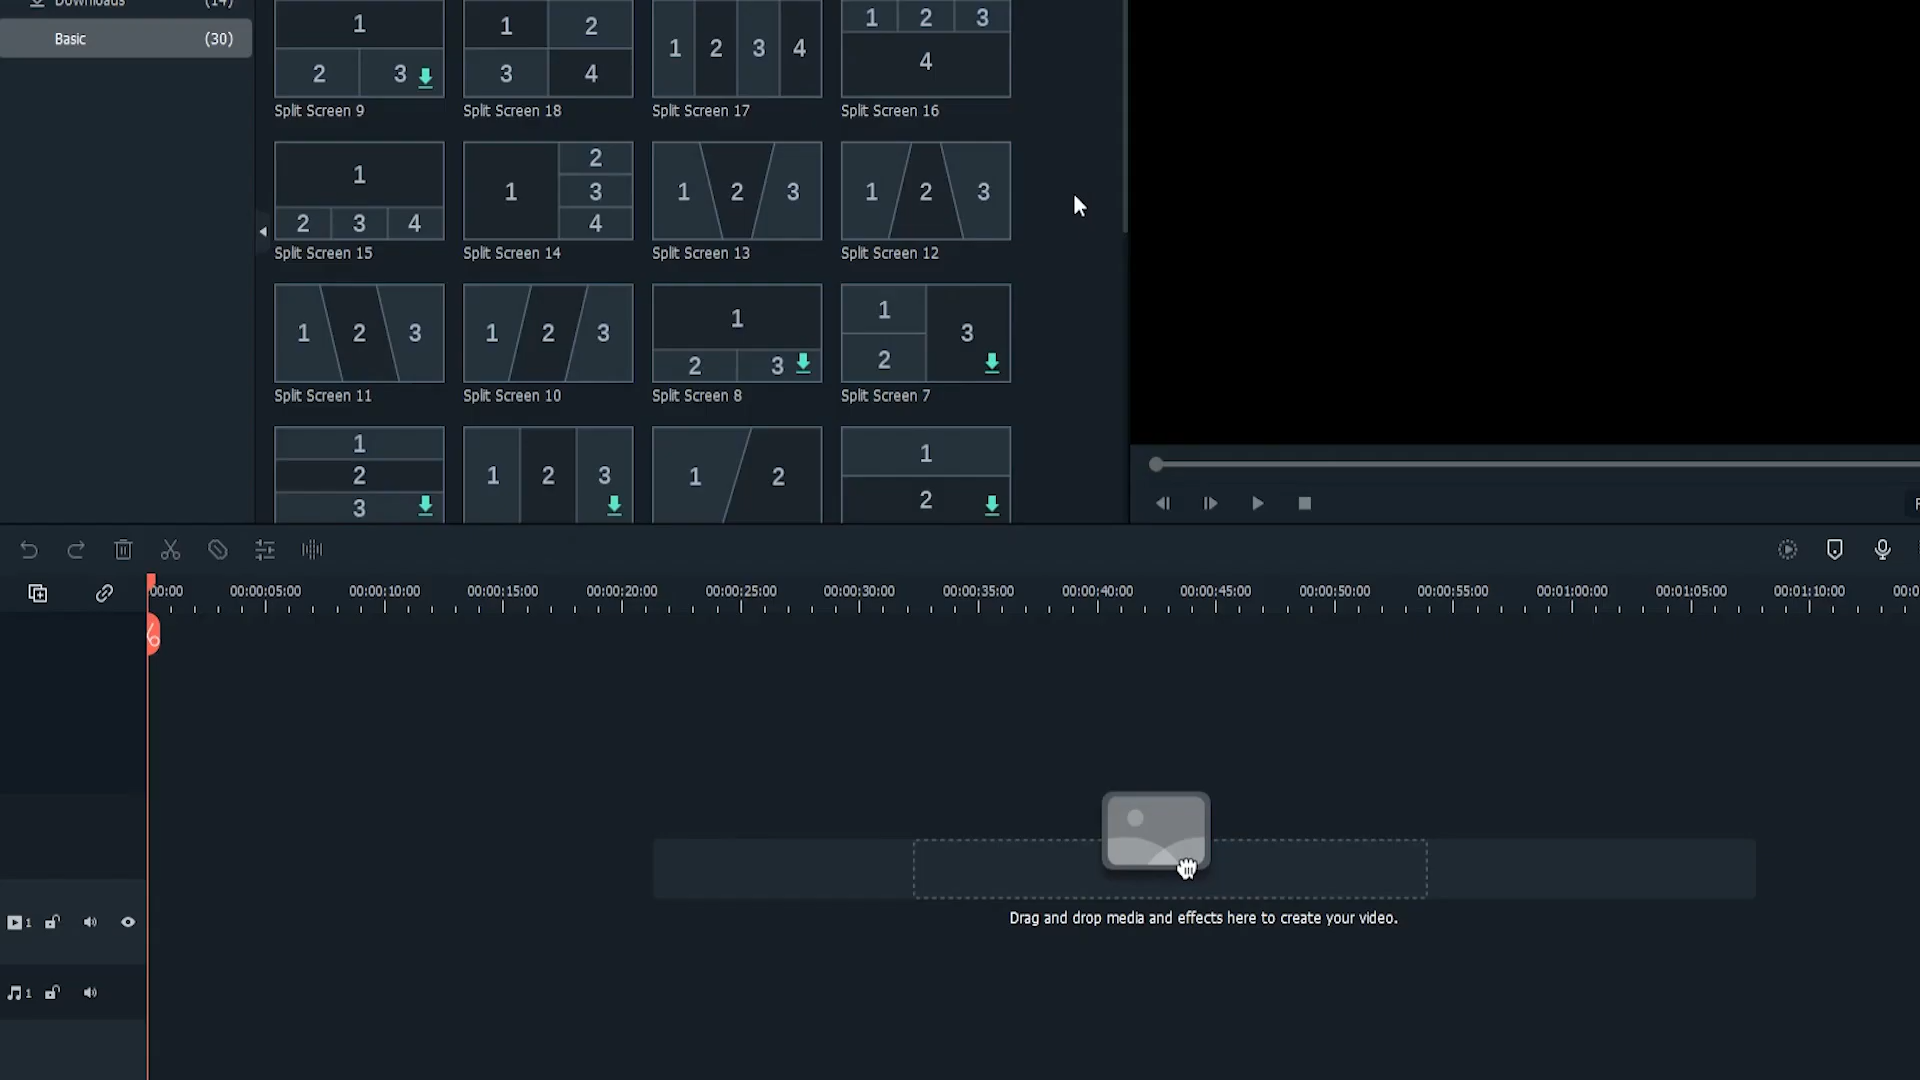 Downloads (14)
Basic (30)
1
2 3
Split Screen 9
1 2
3 4
Split Screen 18
1 2 3 4
Split Screen 17
1 2 3
4
Split Screen 16
1
2 3 4
Split Screen 15
1
2
3
4
Split Screen 14
1 2 3
Split Screen 13
1 2 3
Split Screen 12
1 2 3
Split Screen 11
1 2 3
Split Screen 10
1
2 3
Split Screen 8
1
2
3
Split Screen 7
1
2
3
1 2 3
1 2
1
2
00:00 00:00:05:00 00:00:10:00 00:00:15:00 00:00:20:00 00:00:25:00 00:00:30:00 00:00:35:00 00:00:40:00 00:00:45:00 00:00:50:00 00:00:55:00 00:01:00:00 00:01:05:00 00:01:10:00 00:0
Drag and drop media and effects here to create your video.
1
1